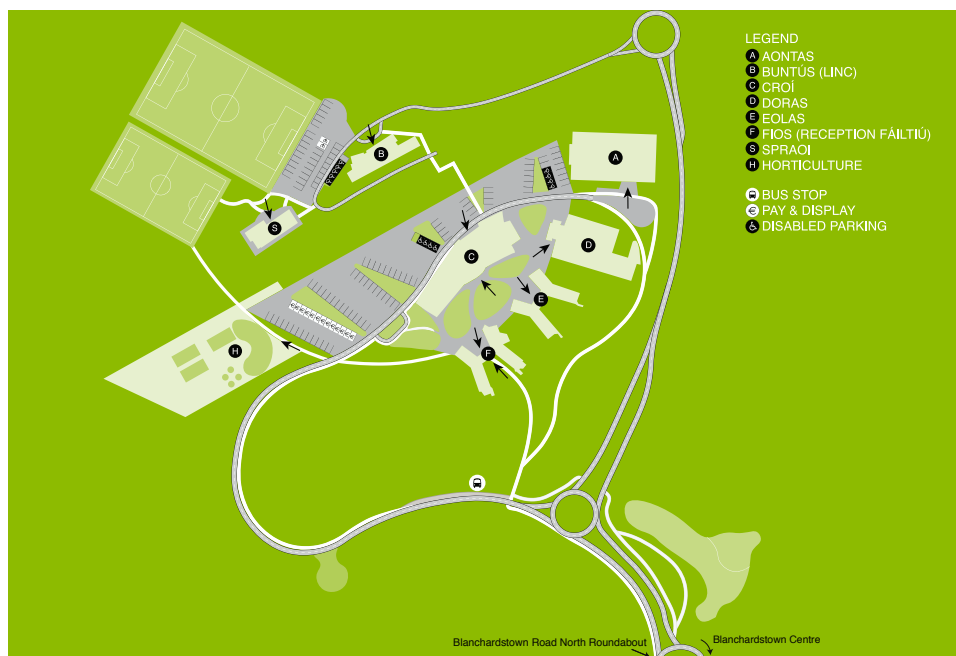 LEGEND
A AONTAS
B BUNTÚS (LINC)
C CROÍ
D DORAS
E EOLAS
F FIOS (RECEPTION FÁILTIÚ)
S SPRAOI
H HORTICULTURE
BUS STOP
€ PAY & DISPLAY
DISABLED PARKING
B
A
S
D
C
E
H
F
Blanchardstown Road North Roundabout
Blanchardstown Centre